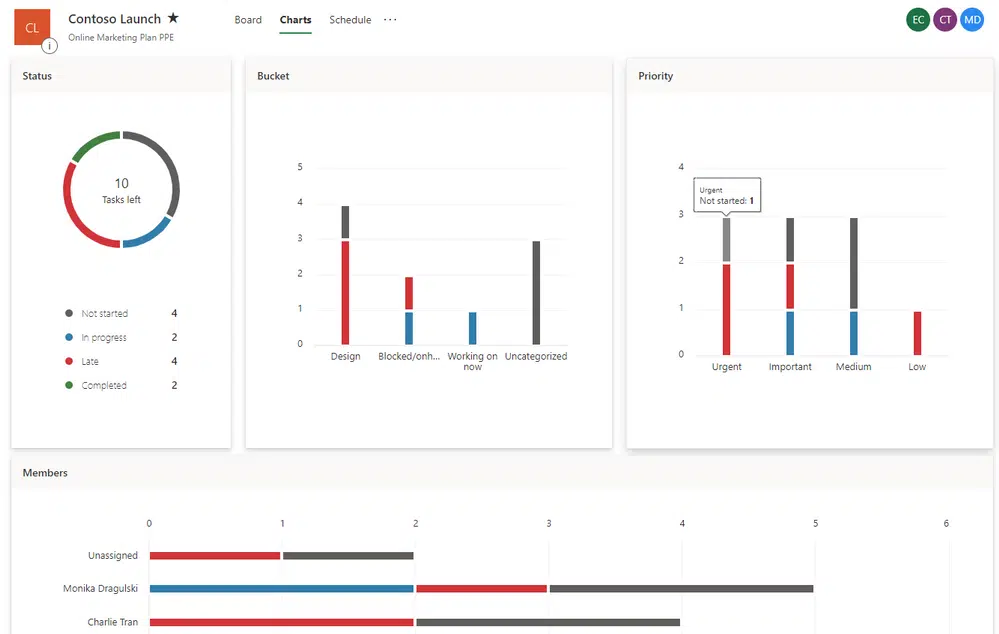 CL
Contoso Launch ★
Online Marketing Plan PPE
i
Board Charts Schedule ···
EC CT MD
Status
10
Tasks left
Not started 4
In progress 2
Late 4
Completed 2
Bucket
5
4
3
2
1
0
Design Blocked/onh... Working on now Uncategorized
Priority
4
3
2
1
0
Urgent
Not started: 1
Urgent Important Medium Low
Members
0 1 2 3 4 5 6
Unassigned
Monika Dragulski
Charlie Tran